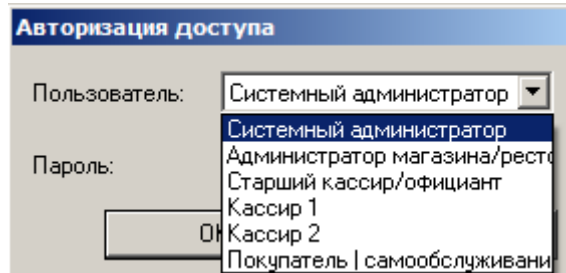 Авторизация доступа
Пользователь: Системный администратор
Системный администратор
Администратор магазина/ресто
Пароль:
Старший кассир/официант
Кассир 1
Кассир 2
Покупатель | самообслуживани